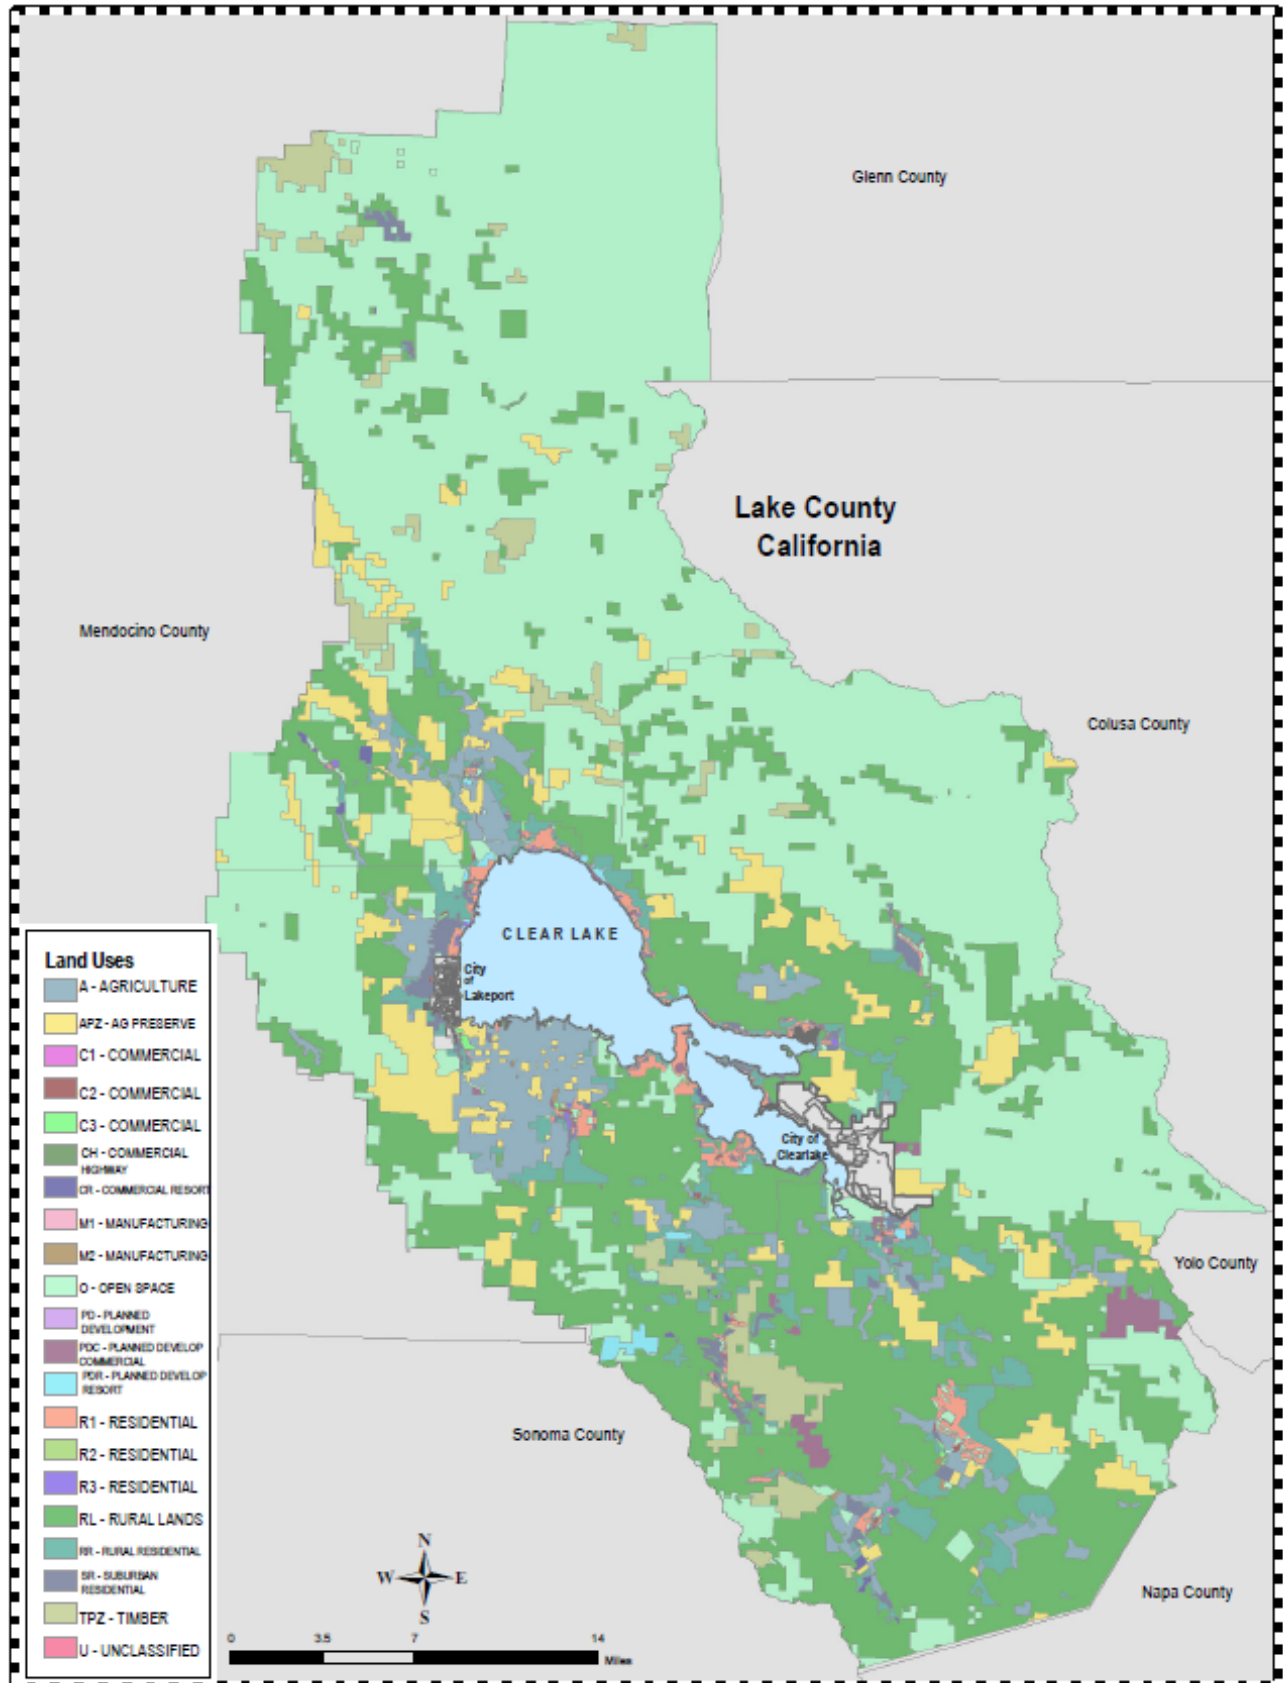 Glenn County
Lake County
California
Mendocino County
Colusa County
CLEAR LAKE
City
of
Lakeport
City of
Clearlake
Yolo County
Sonoma County
Napa County
Land Uses
A - AGRICULTURE
APZ - AG PRESERVE
C1 - COMMERCIAL
C2 - COMMERCIAL
C3 - COMMERCIAL
CH - COMMERCIAL
HIGHWAY
CR - COMMERCIAL RESORT
M1 - MANUFACTURING
M2 - MANUFACTURING
O - OPEN SPACE
PD - PLANNED
DEVELOPMENT
PDC - PLANNED DEVELOP
COMMERCIAL
PDR - PLANNED DEVELOP
RESORT
R1 - RESIDENTIAL
R2 - RESIDENTIAL
R3 - RESIDENTIAL
RL - RURAL LANDS
RR - RURAL RESIDENTIAL
SR - SUBURBAN
RESIDENTIAL
TPZ - TIMBER
U - UNCLASSIFIED
N
W E
S
0 3.5 7 14
Miles